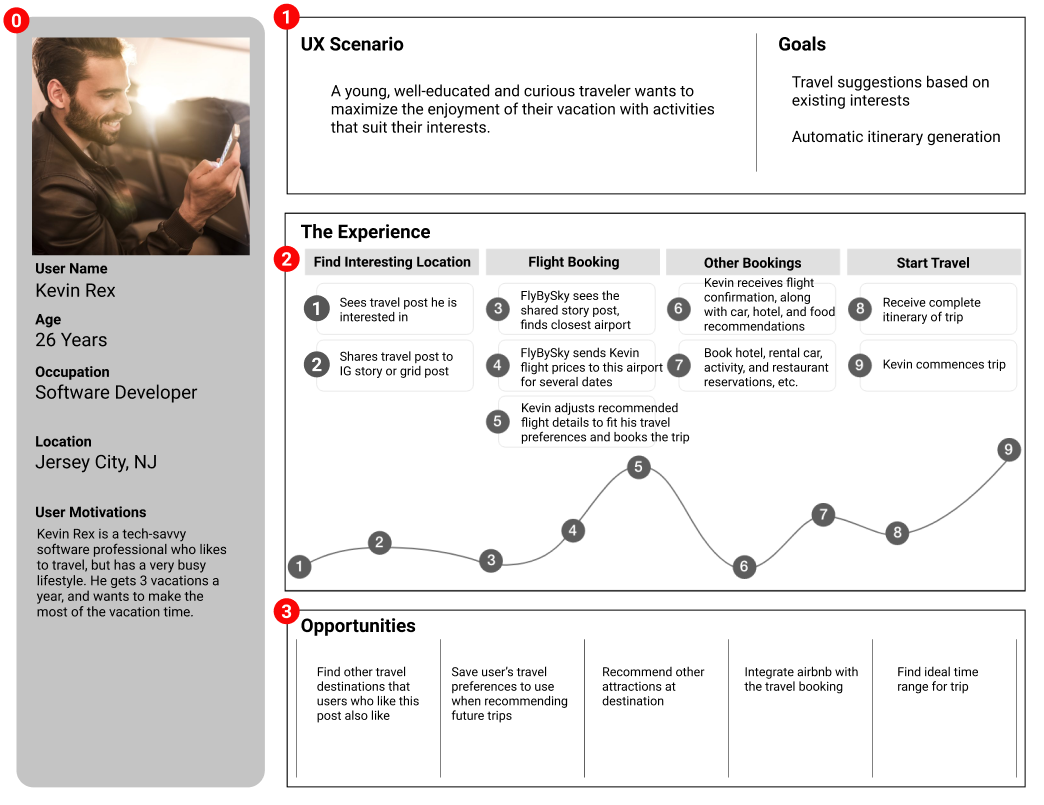 0
User Name
Kevin Rex
Age
26 Years
Occupation
Software Developer
Location
Jersey City, NJ
User Motivations
Kevin Rex is a tech-savvy
software professional who likes
to travel, but has a very busy
lifestyle. He gets 3 vacations a
year, and wants to make the
most of the vacation time.
1
UX Scenario
A young, well-educated and curious traveler wants to
maximize the enjoyment of their vacation with activities
that suit their interests.
Goals
Travel suggestions based on
existing interests
Automatic itinerary generation
2
The Experience
Find Interesting Location
1
Sees travel post he is
interested in
2
Shares travel post to
IG story or grid post
Flight Booking
3
FlyBySky sees the
shared story post,
finds closest airport
4
FlyBySky sends Kevin
flight prices to this airport
for several dates
5
Kevin adjusts recommended
flight details to fit his travel
preferences and books the trip
Other Bookings
6
Kevin receives flight
confirmation, along
with car, hotel, and food
recommendations
7
Book hotel, rental car,
activity, and restaurant
reservations, etc.
Start Travel
8
Receive complete
itinerary of trip
9
Kevin commences trip
1
2
3
4
5
6
7
8
9
3
Opportunities
Find other travel
destinations that
users who like this
post also like
Save user's travel
preferences to use
when recommending
future trips
Recommend other
attractions at
destination
Integrate airbnb with
the travel booking
Find ideal time
range for trip